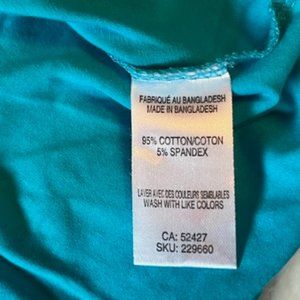 FABRIQUÉ AU BANGLADESH
MADE IN BANGLADESH
95% COTTON/COTON
5% SPANDEX
LAVER AVEC DES COULEURS SEMBLABLES
WASH WITH LIKE COLORS
CA: 52427
SKU: 229660